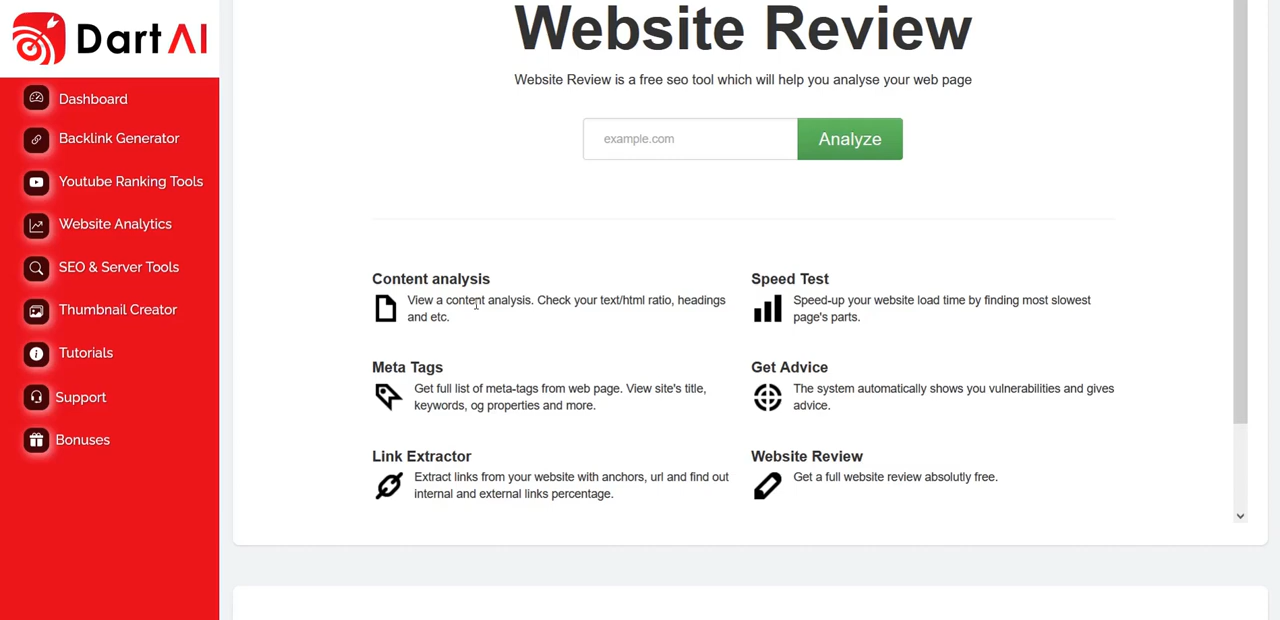 Dart AI
Dashboard
Backlink Generator
Youtube Ranking Tools
Website Analytics
SEO & Server Tools
Thumbnail Creator
Tutorials
Support
Bonuses
Website Review
Website Review is a free seo tool which will help you analyse your web page
example.com
Analyze
Content analysis
View a content analysis. Check your text/html ratio, headings
and etc.
Speed Test
Speed-up your website load time by finding most slowest
page's parts.
Meta Tags
Get full list of meta-tags from web page. View site's title,
keywords, og properties and more.
Get Advice
The system automatically shows you vulnerabilities and gives
advice.
Link Extractor
Extract links from your website with anchors, url and find out
internal and external links percentage.
Website Review
Get a full website review absolutly free.